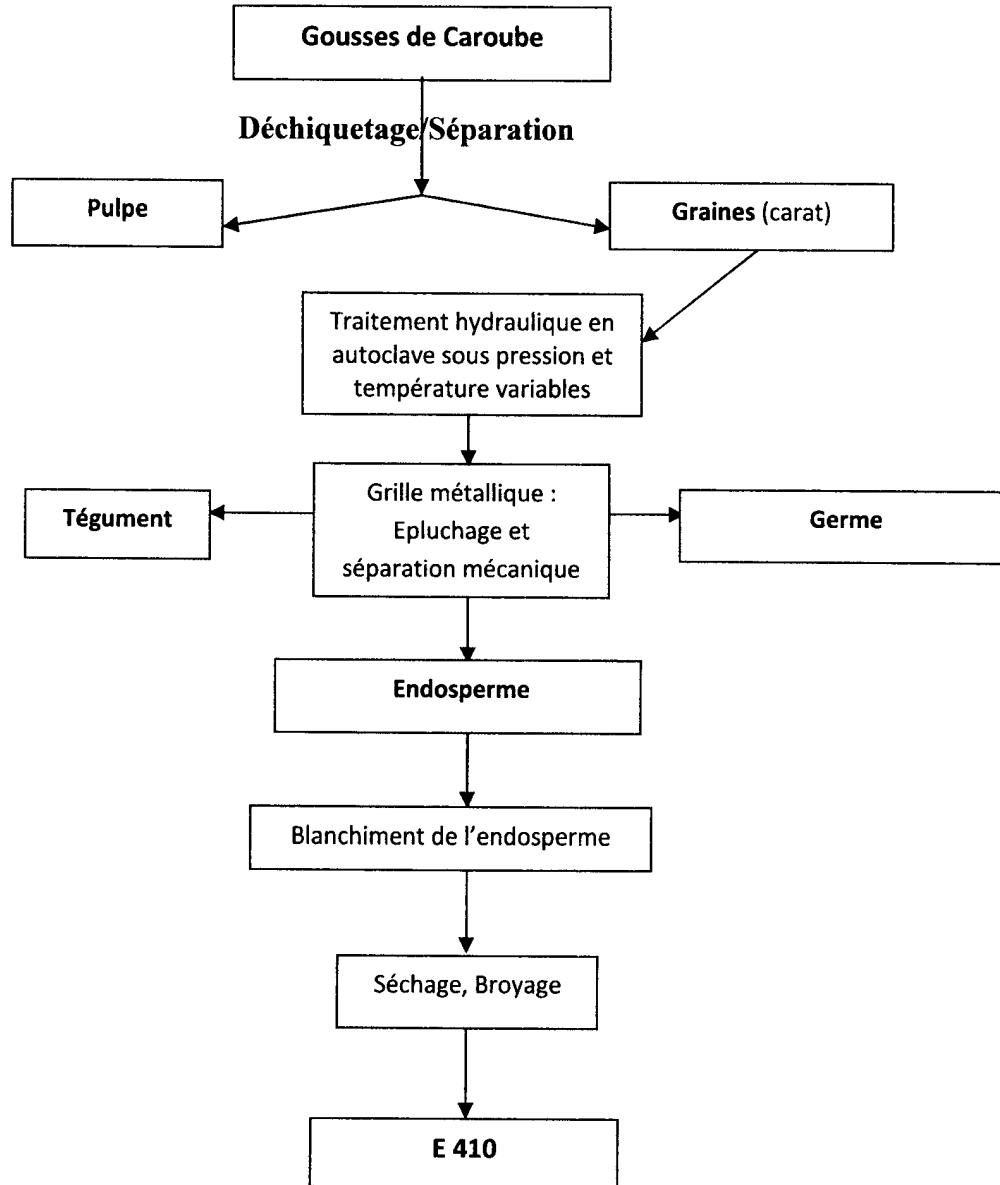 Gousses de Caroube
Déchiquetage/Séparation
Pulpe
Graines (carat)
Traitement hydraulique en
autoclave sous pression et
température variables
Tégument
Grille métallique :
Epluchage et
séparation mécanique
Germe
Endosperme
Blanchiment de l'endosperme
Séchage, Broyage
E 410